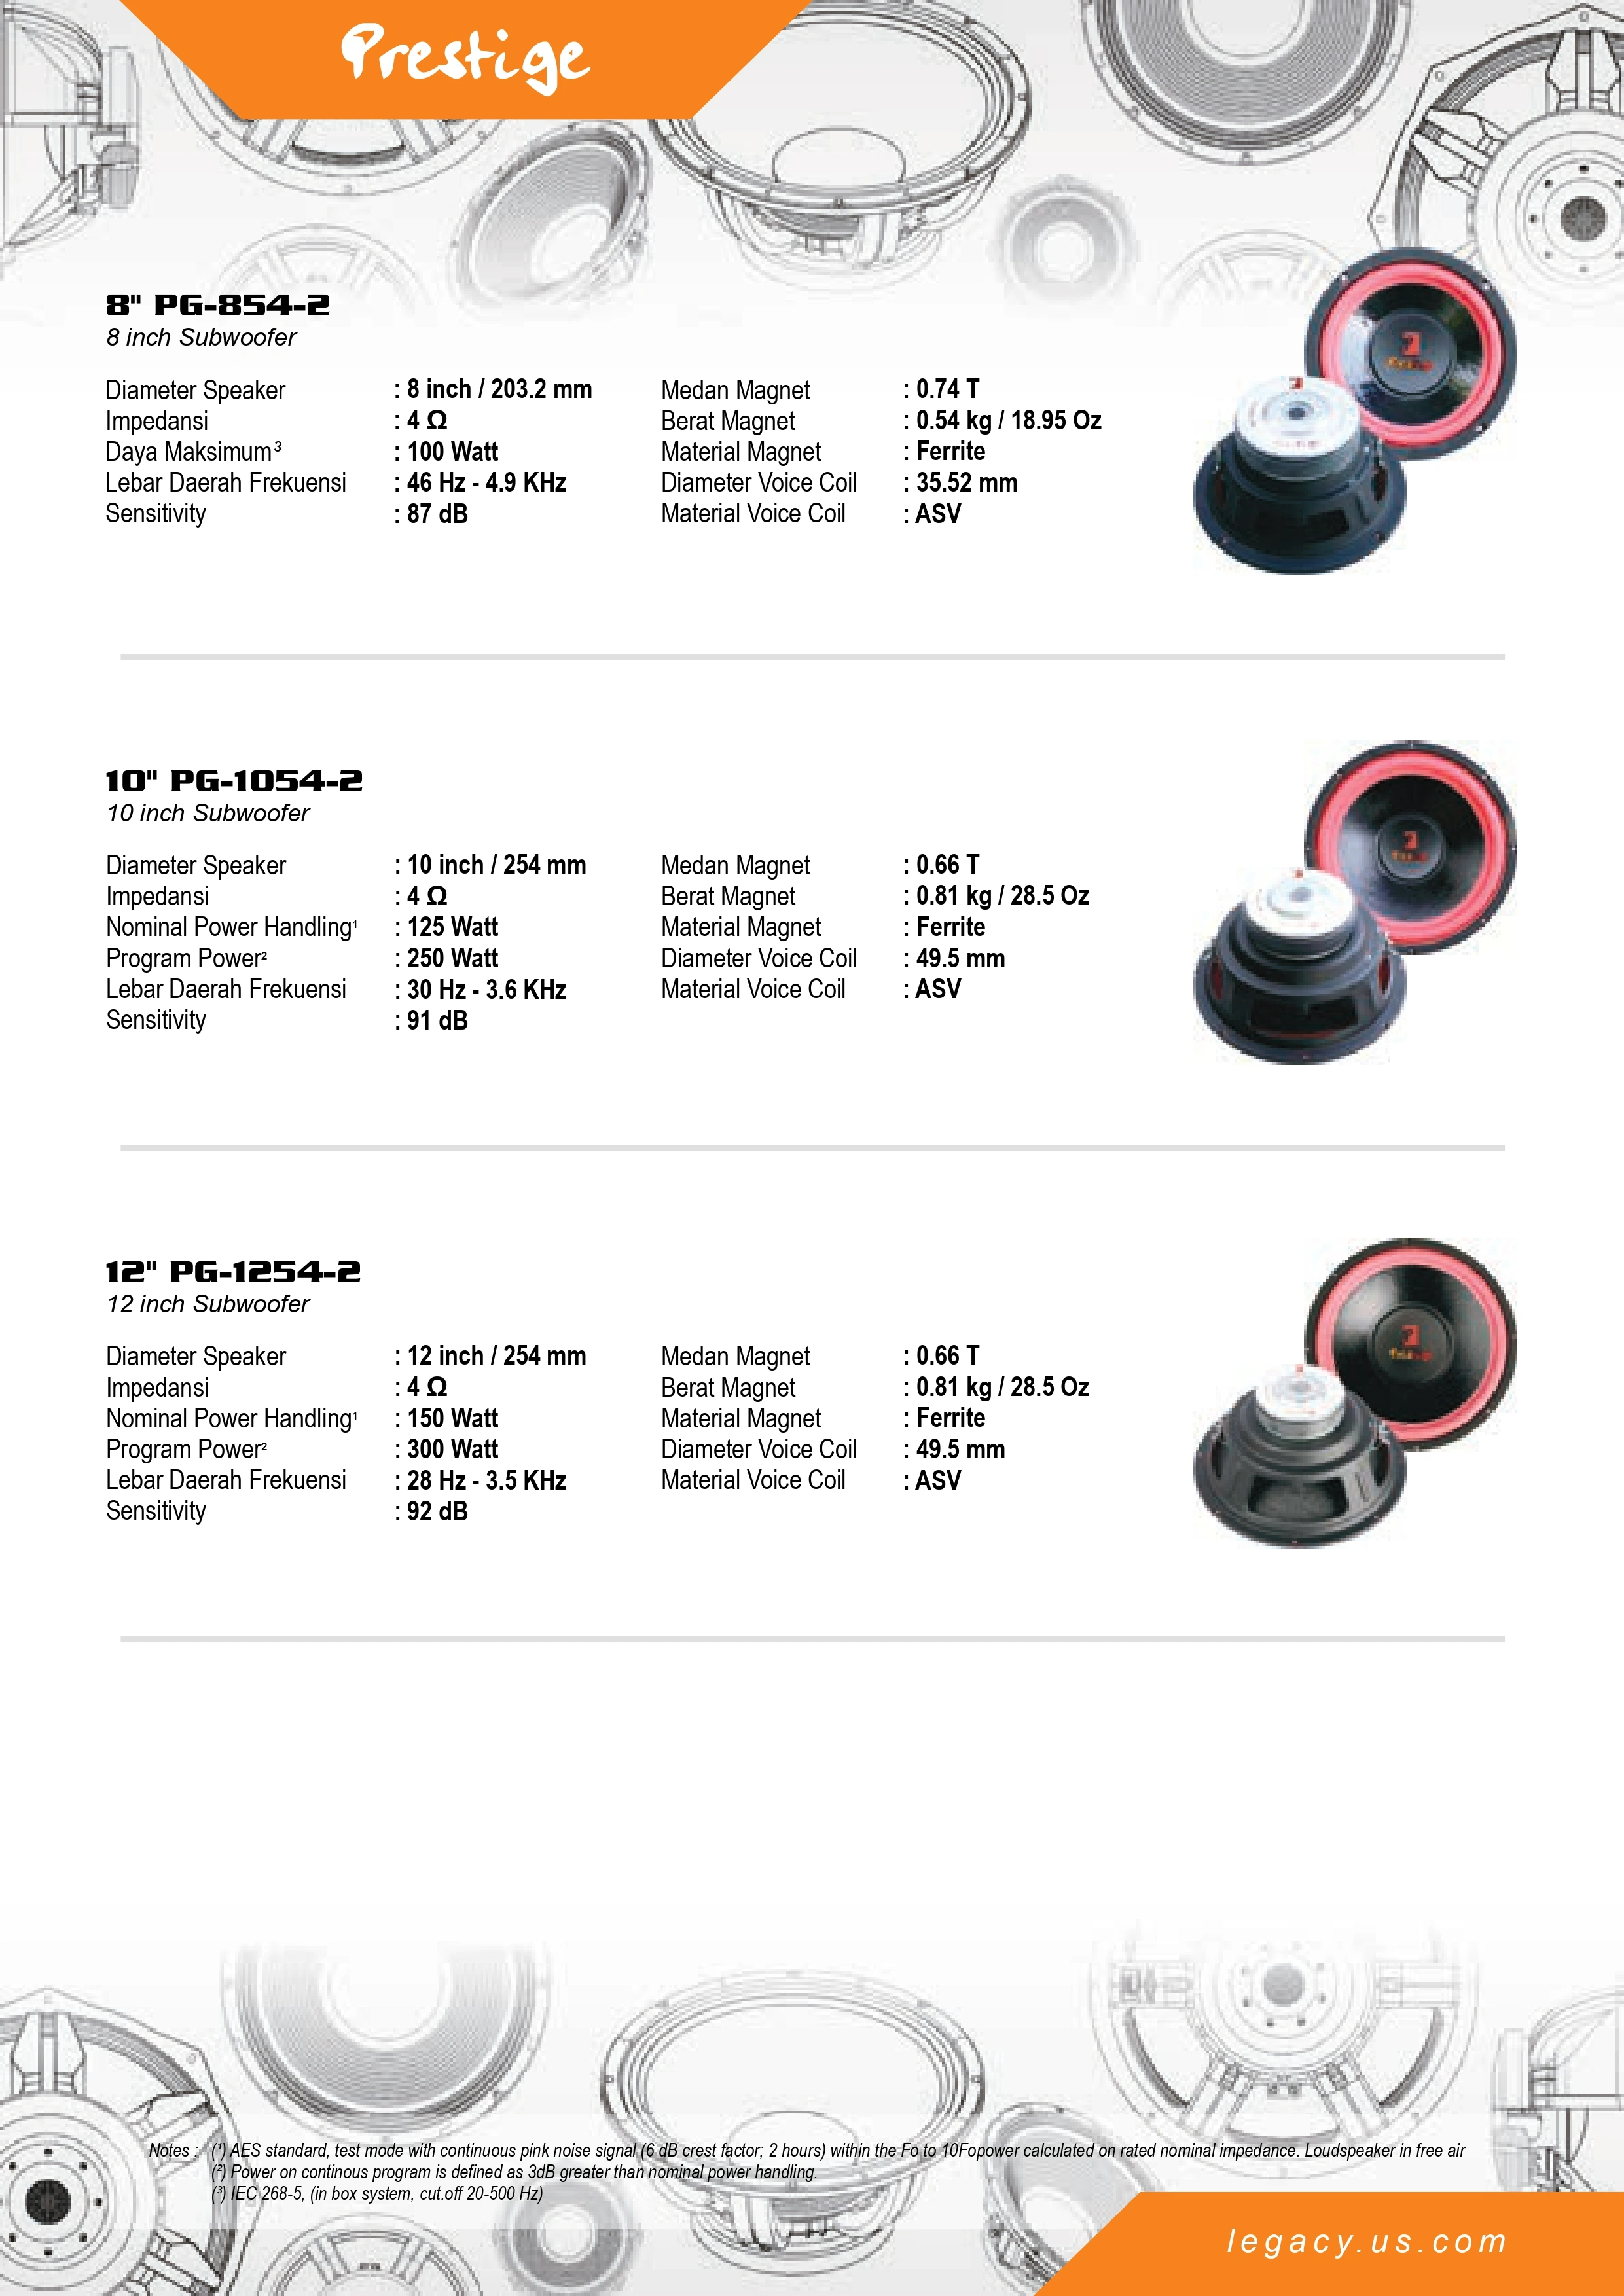 Prestige
8" PG-854-2
8 inch Subwoofer
Diameter Speaker : 8 inch / 203.2 mm Medan Magnet : 0.74 T
Impedansi : 4 Ω Berat Magnet : 0.54 kg / 18.95 Oz
Daya Maksimum³ : 100 Watt Material Magnet : Ferrite
Lebar Daerah Frekuensi : 46 Hz - 4.9 KHz Diameter Voice Coil : 35.52 mm
Sensitivity : 87 dB Material Voice Coil : ASV
10" PG-1054-2
10 inch Subwoofer
Diameter Speaker : 10 inch / 254 mm Medan Magnet : 0.66 T
Impedansi : 4 Ω Berat Magnet : 0.81 kg / 28.5 Oz
Nominal Power Handling¹ : 125 Watt Material Magnet : Ferrite
Program Power² : 250 Watt Diameter Voice Coil : 49.5 mm
Lebar Daerah Frekuensi : 30 Hz - 3.6 KHz Material Voice Coil : ASV
Sensitivity : 91 dB
12" PG-1254-2
12 inch Subwoofer
Diameter Speaker : 12 inch / 254 mm Medan Magnet : 0.66 T
Impedansi : 4 Ω Berat Magnet : 0.81 kg / 28.5 Oz
Nominal Power Handling¹ : 150 Watt Material Magnet : Ferrite
Program Power² : 300 Watt Diameter Voice Coil : 49.5 mm
Lebar Daerah Frekuensi : 28 Hz - 3.5 KHz Material Voice Coil : ASV
Sensitivity : 92 dB
Notes : (¹) AES standard, test mode with continuous pink noise signal (6 dB crest factor; 2 hours) within the Fo to 10Fopower calculated on rated nominal impedance. Loudspeaker in free air
(²) Power on continous program is defined as 3dB greater than nominal power handling.
(³) IEC 268-5, (in box system, cut.off 20-500 Hz)
legacy.us.com